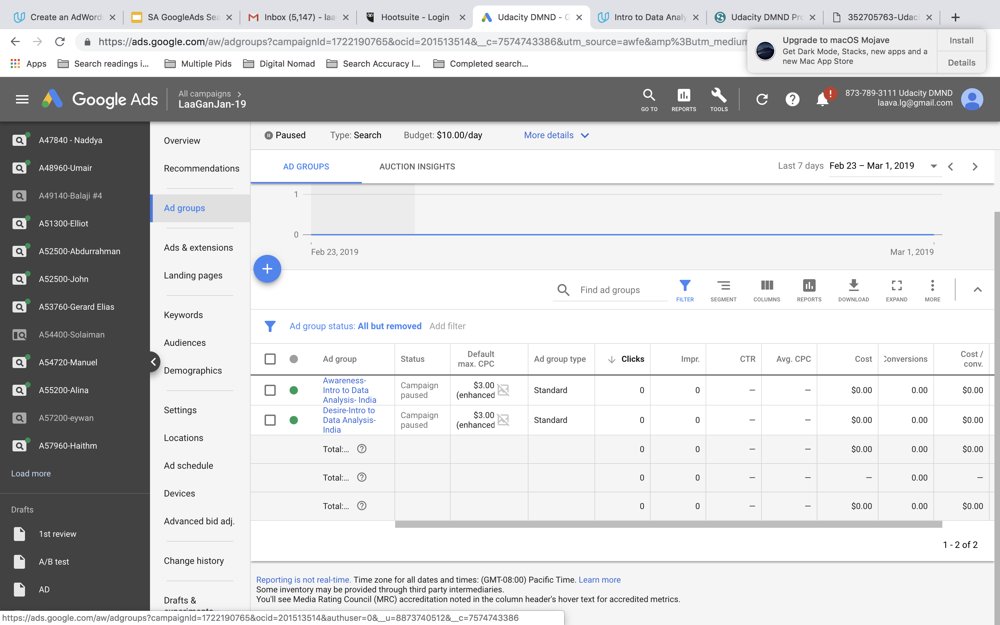 Create an AdWord
SA GoogleAds Sea
Inbox (5,147) - laa
Hootsuite - Login
Udacity DMND - G
Intro to Data Analy
Udacity DMND Pro
352705763-Udaci
https://ads.google.com/aw/adgroups?campaignId=1722190765&ocid=201513514&__c=7574743386&utm_source=awfe&amp%3Butm_medium
Upgrade to macOS Mojave
Get Dark Mode, Stacks, new apps and a
new Mac App Store
Install
Details
Apps
Search readings i...
Multiple Pids
Digital Nomad
Search Accuracy I...
Completed search...
Google Ads
All campaigns
LaaGanJan-19
GO TO
REPORTS
TOOLS
873-789-3111 Udacity DMND
laava.lg@gmail.com
A47840 - Naddya
A48960-Umair
A49140-Balaji #4
A51300-Elliot
A52500-Abdurrahman
A52500-John
A53760-Gerard Elias
A54400-Solaiman
A54720-Manuel
A55200-Alina
A57200-eywan
A57960-Haithm
Load more
Drafts
1st review
A/B test
AD
Overview
Recommendations
Ad groups
Ads & extensions
Landing pages
Keywords
Audiences
Demographics
Settings
Locations
Ad schedule
Devices
Advanced bid adj.
Change history
Drafts &
Paused
Type: Search
Budget: $10.00/day
More details
AD GROUPS
AUCTION INSIGHTS
Last 7 days
Feb 23 – Mar 1, 2019
1
0
Feb 23, 2019
Mar 1, 2019
Find ad groups
FILTER
SEGMENT
COLUMNS
REPORTS
DOWNLOAD
EXPAND
MORE
Ad group status: All but removed
Add filter
Ad group
Status
Default
max. CPC
Ad group type
Clicks
Impr.
CTR
Avg. CPC
Cost
Conversions
Cost /
conv.
Awareness-
Intro to Data
Analysis- India
Campaign
paused
$3.00
(enhanced
Standard
0
0
—
—
$0.00
0.00
$0.00
Desire-Intro to
Data Analysis-
India
Campaign
paused
$3.00
(enhanced
Standard
0
0
—
—
$0.00
0.00
$0.00
Total:...
0
0
—
—
$0.00
0.00
$0.00
Total:...
0
0
—
—
—
0.00
—
Total:...
0
0
—
—
$0.00
0.00
$0.00
1 - 2 of 2
Reporting is not real-time. Time zone for all dates and times: (GMT-08:00) Pacific Time. Learn more
Some inventory may be provided through third party intermediaries.
You'll see Media Rating Council (MRC) accreditation noted in the column header's hover text for accredited metrics.
https://ads.google.com/aw/adgroups?campaignId=1722190765&ocid=201513514&authuser=0&__u=8873740512&__c=7574743386